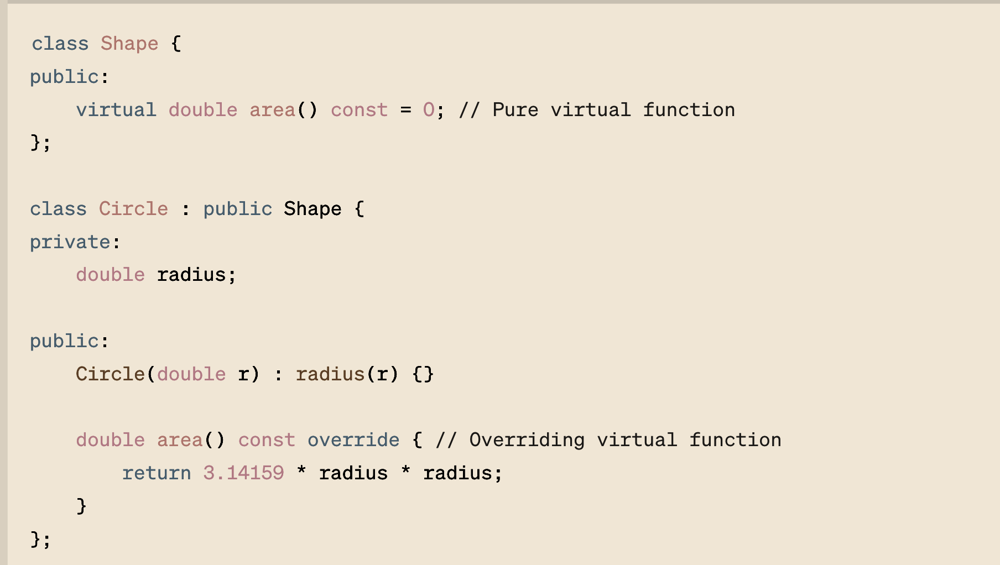 class Shape {
public:
    virtual double area() const = 0; // Pure virtual function
};

class Circle : public Shape {
private:
    double radius;

public:
    Circle(double r) : radius(r) {}

    double area() const override { // Overriding virtual function
        return 3.14159 * radius * radius;
    }
};